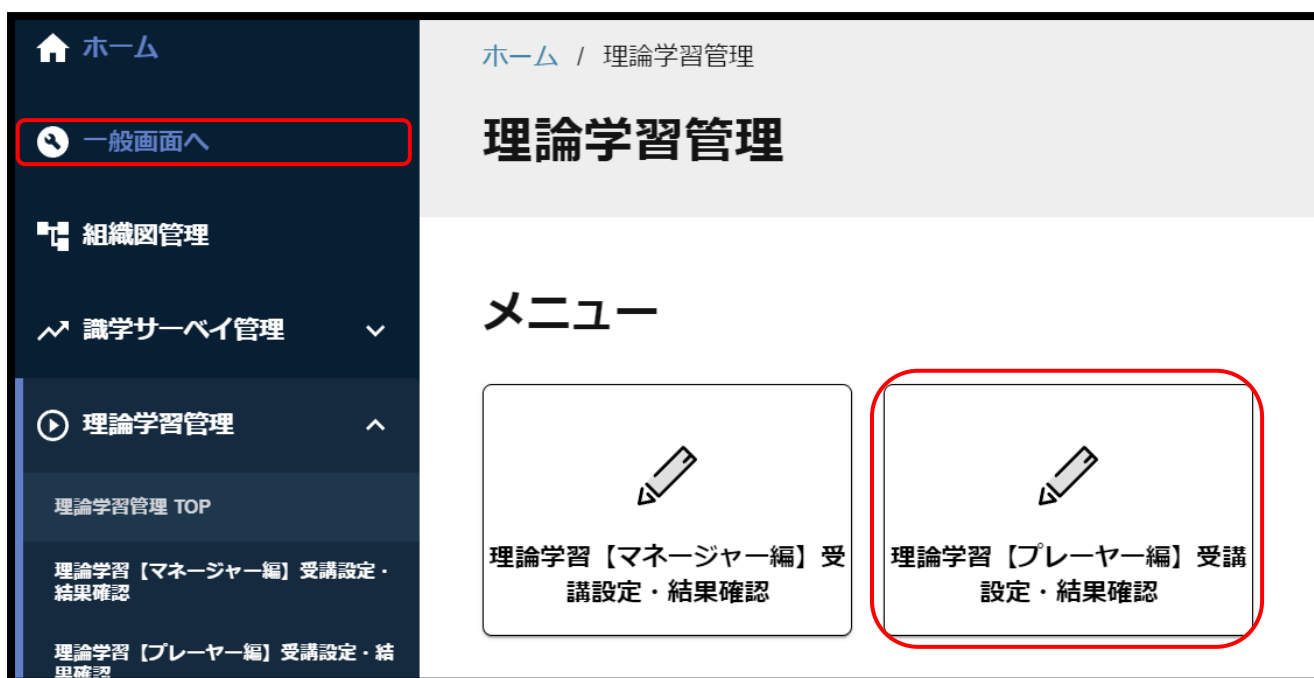 ホーム
一般画面へ
組織図管理
識学サーベイ管理
理論学習管理
理論学習管理 TOP
理論学習【マネージャー編】受講設定・
結果確認
理論学習【プレーヤー編】受講設定・結
果確認
ホーム / 理論学習管理
理論学習管理
メニュー
理論学習【マネージャー編】受
講設定・結果確認
理論学習【プレーヤー編】受講
設定・結果確認